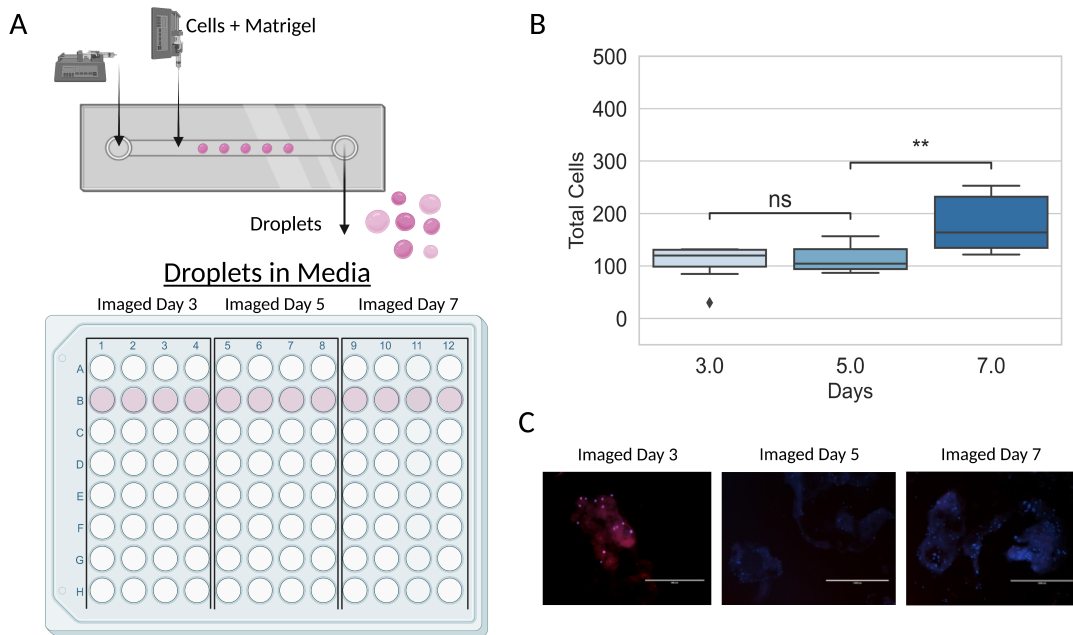 A
Cells + Matrigel
Droplets
Droplets in Media
Imaged Day 3 Imaged Day 5 Imaged Day 7
1 2 3 4 5 6 7 8 9 10 11 12
A
B
C
D
E
F
G
H
B
500
400
300
200
100
0
Total Cells
ns
**
3.0 5.0 7.0
Days
C
Imaged Day 3 Imaged Day 5 Imaged Day 7